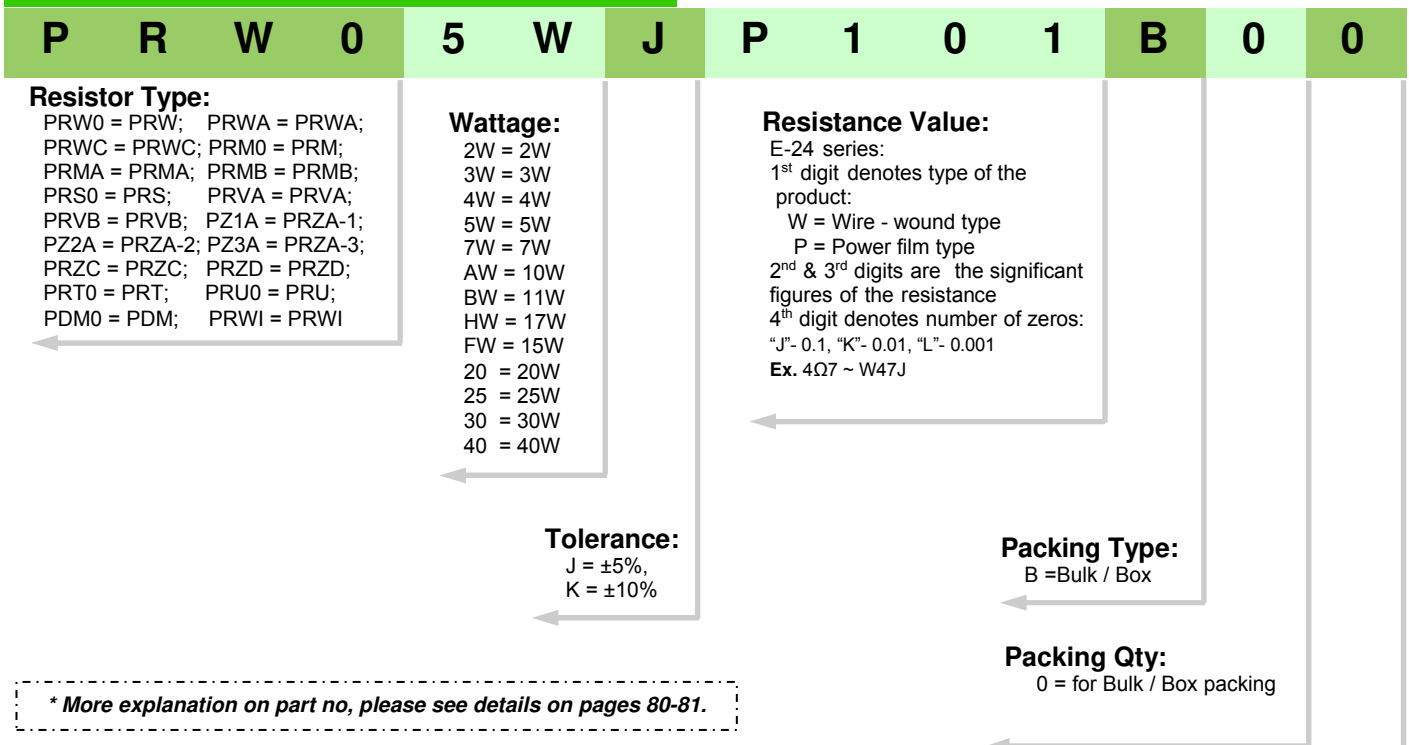 P R W 0 5 W J P 1 0 1 B 0 0
Resistor Type:
PRW0 = PRW; PRWA = PRWA;
PRWC = PRWC; PRM0 = PRM;
PRMA = PRMA; PRMB = PRMB;
PRS0 = PRS; PRVA = PRVA;
PRVB = PRVB; PZ1A = PRZA-1;
PZ2A = PRZA-2; PZ3A = PRZA-3;
PRZC = PRZC; PRZD = PRZD;
PRT0 = PRT; PRU0 = PRU;
PDM0 = PDM; PRWI = PRWI
Wattage:
2W = 2W
3W = 3W
4W = 4W
5W = 5W
7W = 7W
AW = 10W
BW = 11W
HW = 17W
FW = 15W
20 = 20W
25 = 25W
30 = 30W
40 = 40W
Resistance Value:
E-24 series:
1st digit denotes type of the
product:
W = Wire - wound type
P = Power film type
2nd & 3rd digits are the significant
figures of the resistance
4th digit denotes number of zeros:
“J”- 0.1, “K”- 0.01, “L”- 0.001
Ex. 4Ω7 ~ W47J
Tolerance:
J = ±5%,
K = ±10%
Packing Type:
B =Bulk / Box
Packing Qty:
0 = for Bulk / Box packing
* More explanation on part no, please see details on pages 80-81.